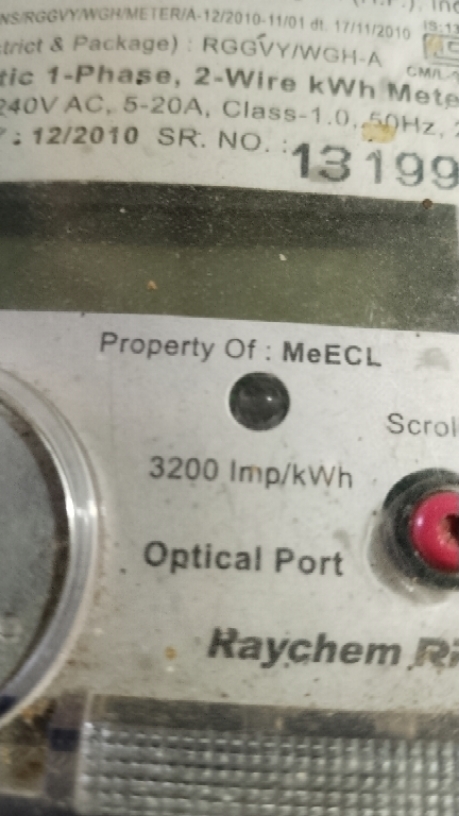 NS/RGGVY/WGH/METER/A-12/2010-11/01 dt. 17/11/2010
trict & Package) : RGGVY/WGH-A
tic 1-Phase, 2-Wire kWh Mete
240V AC, 5-20A, Class-1.0, 50Hz,
: 12/2010 SR. NO. : 13199
Property Of : MeECL
Scrol
3200 Imp/kWh
Optical Port
Raychem